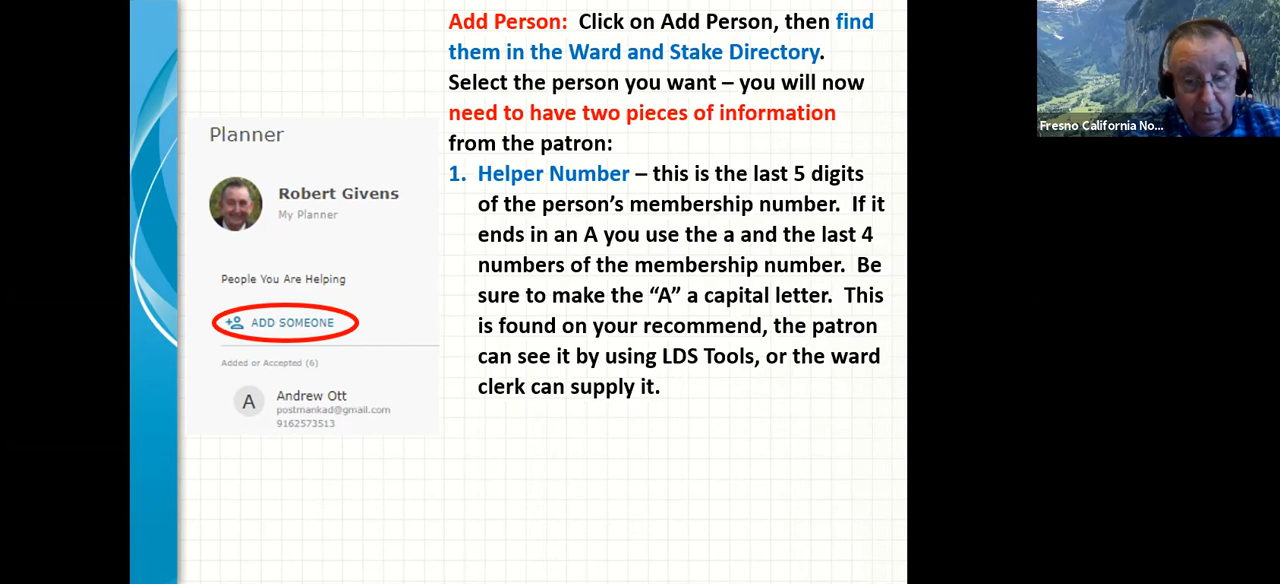 Add Person: Click on Add Person, then find
them in the Ward and Stake Directory.
Select the person you want – you will now
need to have two pieces of information
from the patron:
1. Helper Number – this is the last 5 digits
of the person’s membership number. If it
ends in an A you use the a and the last 4
numbers of the membership number. Be
sure to make the “A” a capital letter. This
is found on your recommend, the patron
can see it by using LDS Tools, or the ward
clerk can supply it.
Planner
Robert Givens
My Planner
People You Are Helping
ADD SOMEONE
Added or Accepted (6)
A
Andrew Ott
postmankad@gmail.com
9162573513
Fresno California No...